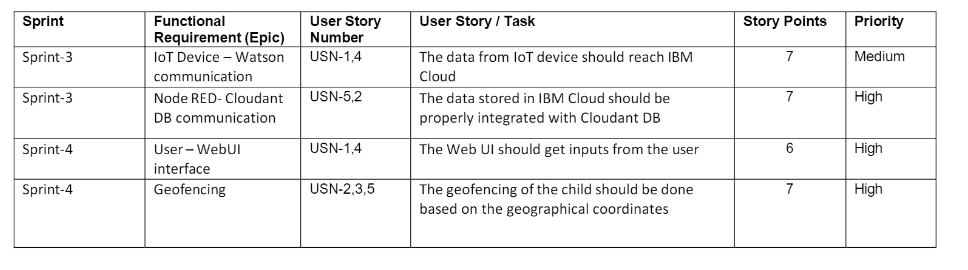 Sprint Functional Requirement (Epic) User Story Number User Story / Task Story Points Priority
Sprint-3 IoT Device – Watson communication USN-1,4 The data from IoT device should reach IBM Cloud 7 Medium
Sprint-3 Node RED- Cloudant DB communication USN-5,2 The data stored in IBM Cloud should be properly integrated with Cloudant DB 7 High
Sprint-4 User – WebUI interface USN-1,4 The Web UI should get inputs from the user 6 High
Sprint-4 Geofencing USN-2,3,5 The geofencing of the child should be done based on the geographical coordinates 7 High